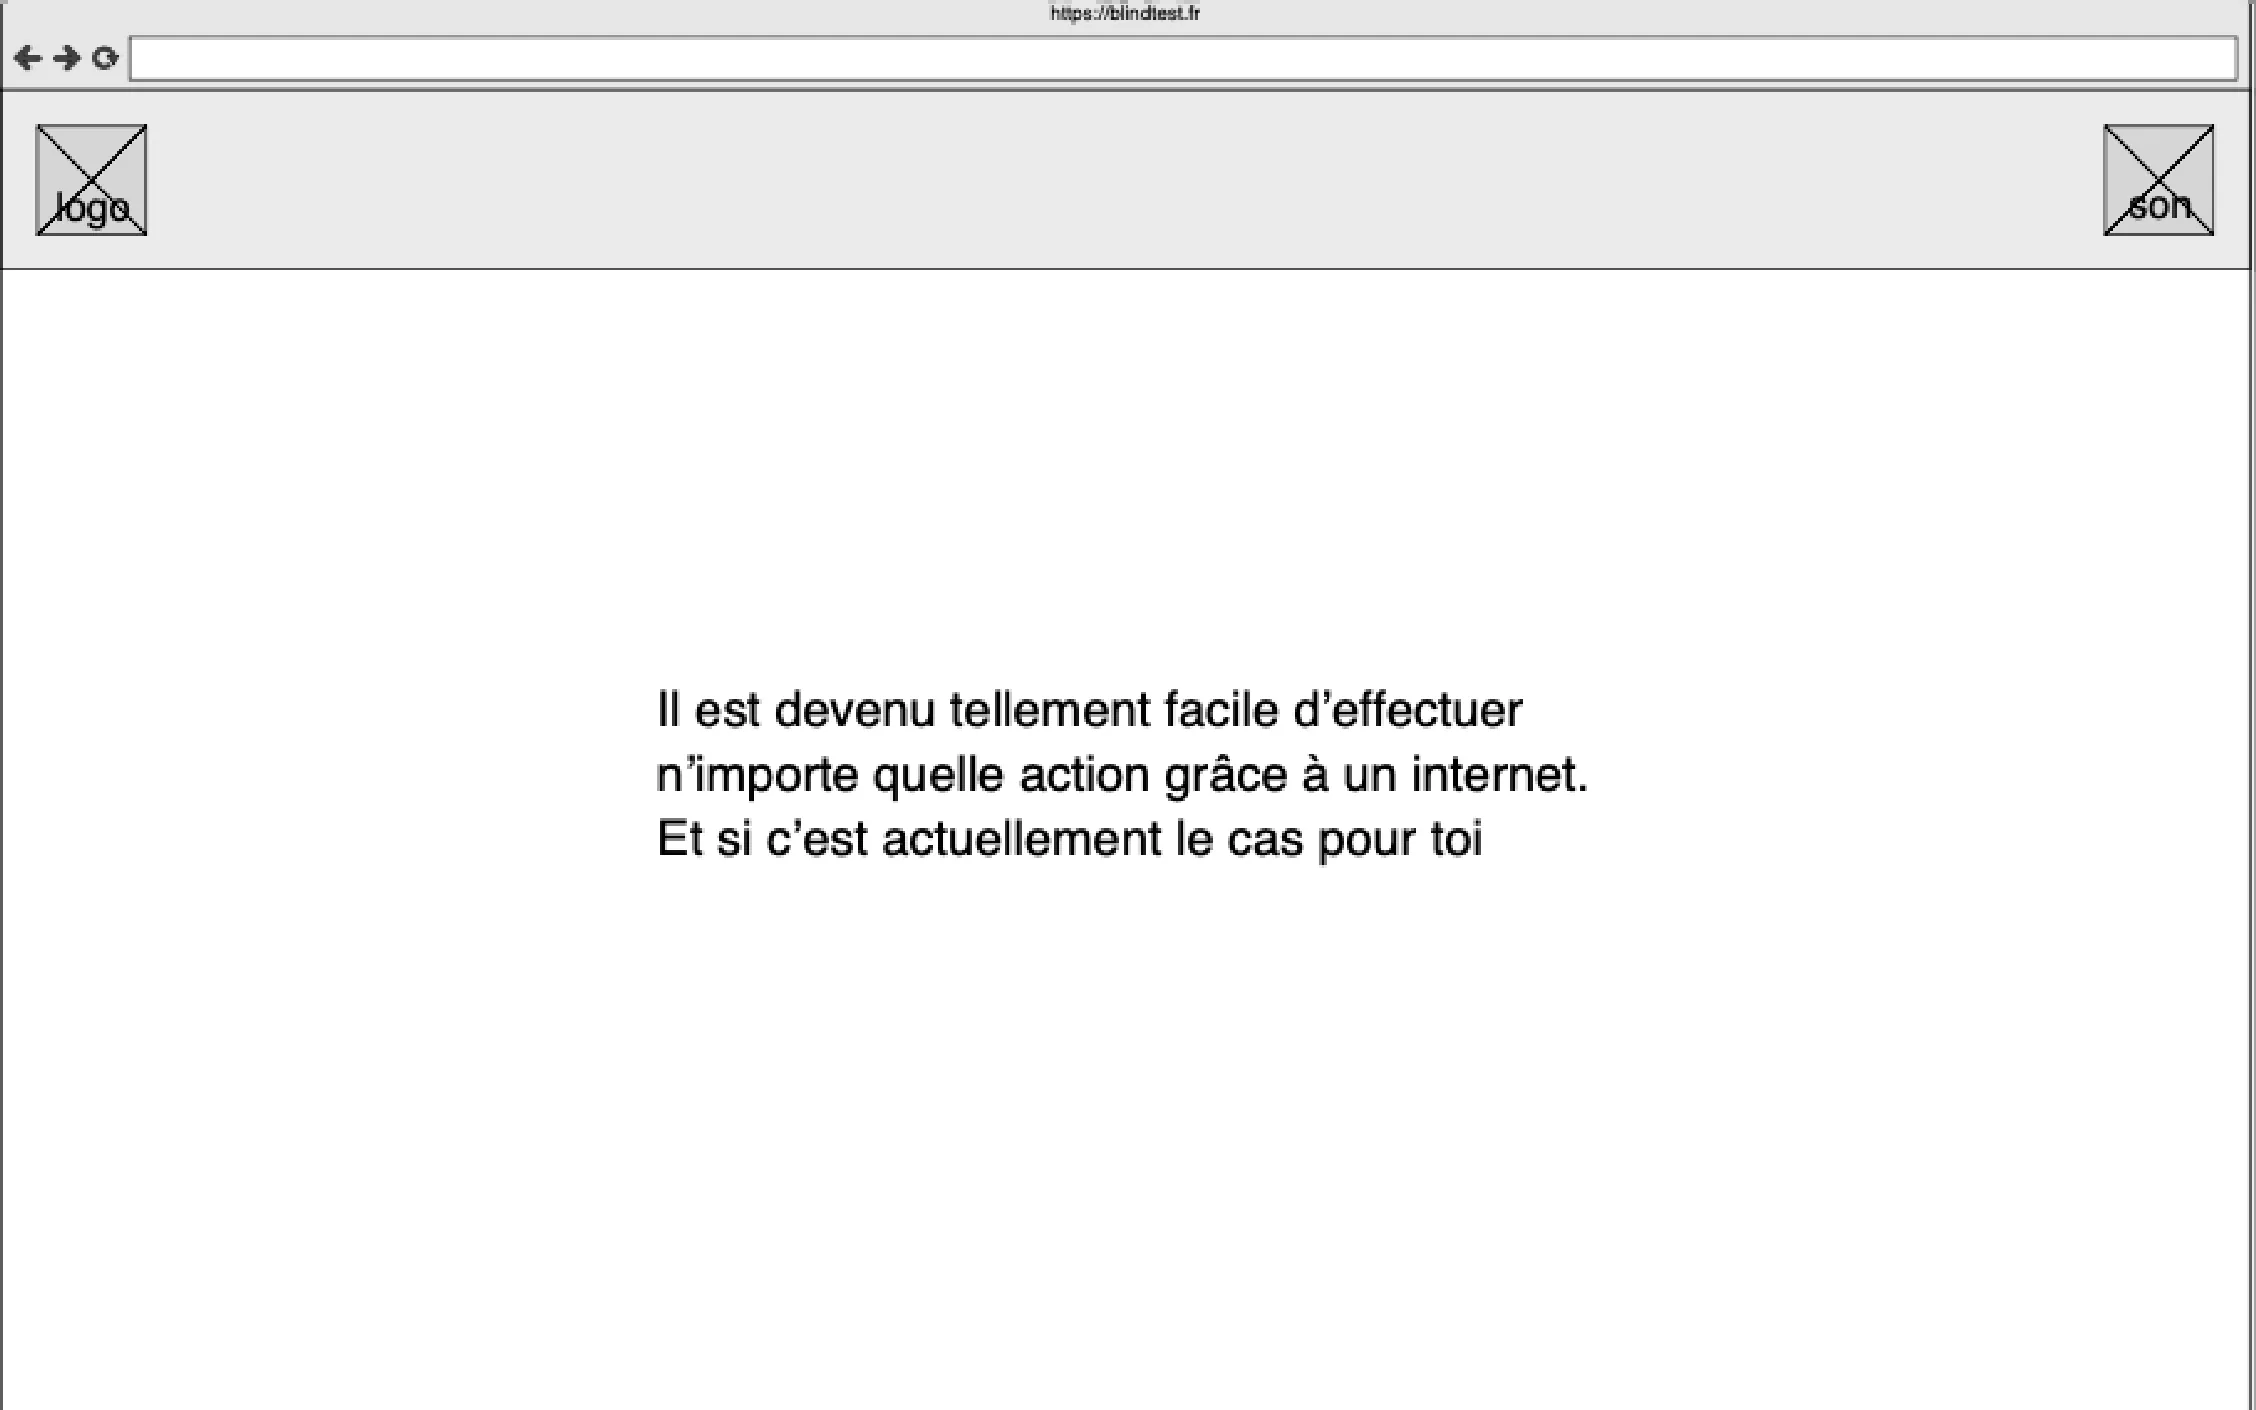 https://blindtest.fr
logo
son
Il est devenu tellement facile d’effectuer
n’importe quelle action grâce à un internet.
Et si c’est actuellement le cas pour toi